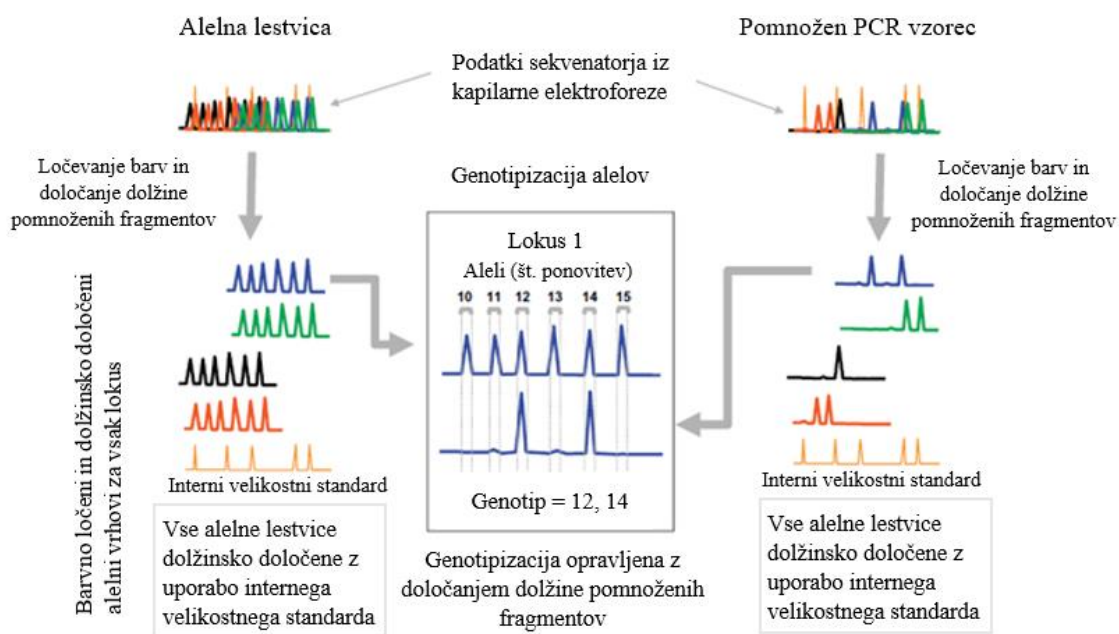 Alelna lestvica
Pomnožen PCR vzorec
Podatki sekvenatorja iz
kapilarne elektroforeze
Ločevanje barv in
določanje dolžine
pomnoženih fragmentov
Genotipizacija alelov
Ločevanje barv in
določanje dolžine
pomnoženih fragmentov
Barvno ločeni in dolžinsko določeni
alelni vrhovi za vsak lokus
Lokus 1
Aleli (št. ponovitev)
10 11 12 13 14 15
Genotip = 12, 14
Interni velikostni standard
Vse alelne lestvice
dolžinsko določene z
uporabo internega
velikostnega standarda
Genotipizacija opravljena z
določanjem dolžine pomnoženih
fragmentov
Interni velikostni standard
Vse alelne lestvice
dolžinsko določene z
uporabo internega
velikostnega standarda